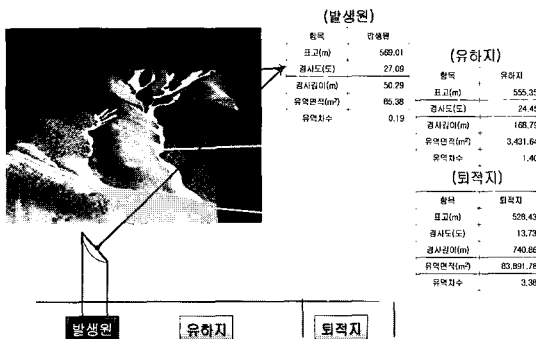 (발생원)
항목 발생원
표고(m) 569.01
경사도(도) 27.09
경사길이(m) 50.29
유역면적(m²) 65.38
유역차수 0.19
(유하지)
항목 유하지
표고(m) 555.35
경사도(도) 24.45
경사길이(m) 168.79
유역면적(m²) 3,431.64
유역차수 1.40
(퇴적지)
항목 퇴적지
표고(m) 528.43
경사도(도) 13.73
경사길이(m) 740.86
유역면적(m²) 83,891.78
유역차수 3.38
발생원 유하지 퇴적지